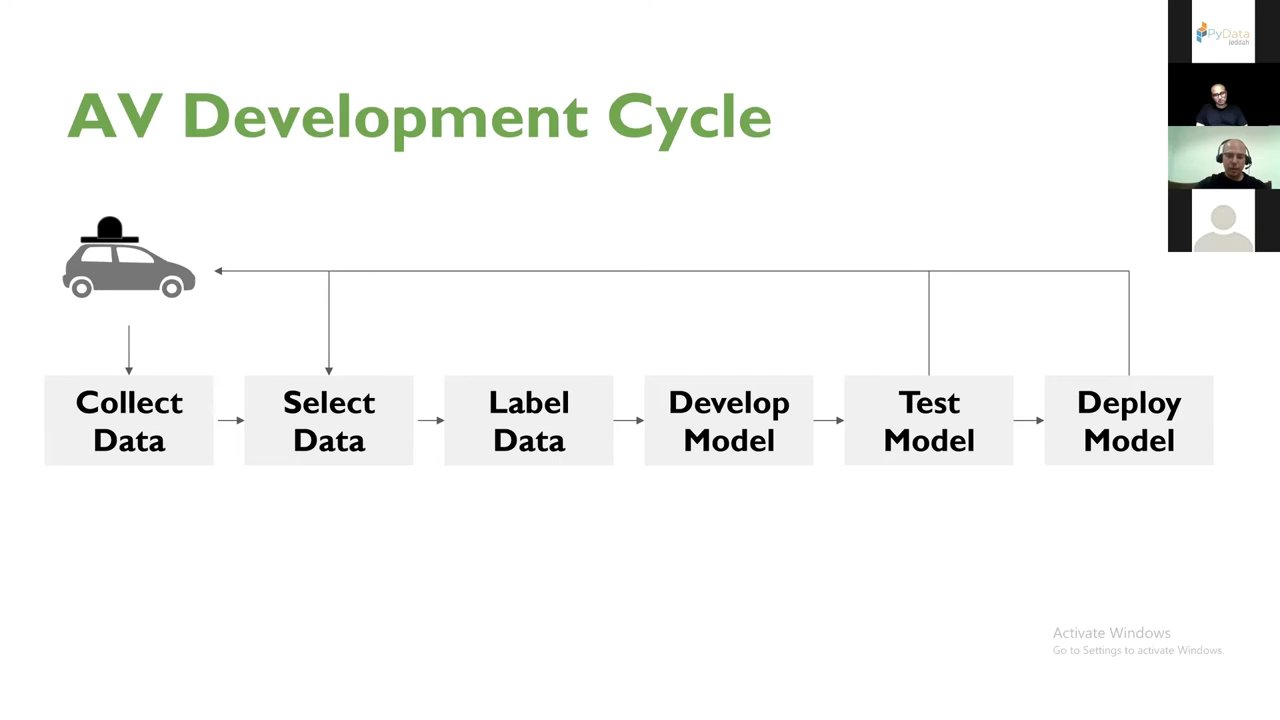 AV Development Cycle
PyData
Jeddah
Collect
Data
Select
Data
Label
Data
Develop
Model
Test
Model
Deploy
Model
Activate Windows
Go to Settings to activate Windows.